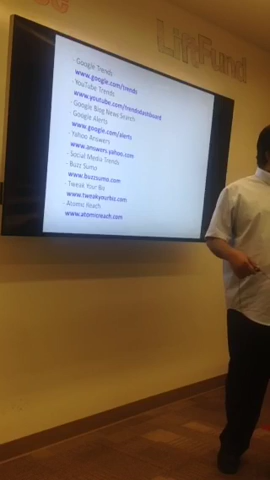 LiftFund
- Google Trends
www.google.com/trends
- YouTube Trends
www.youtube.com/trendsdashboard
- Google Blog News Search
- Google Alerts
www.google.com/alerts
- Yahoo Answers
www.answers.yahoo.com
- Social Media Trends
- Buzz Sumo
www.buzzsumo.com
- Tweak Your Biz
www.tweakyourbiz.com
- Atomic Reach
www.atomicreach.com